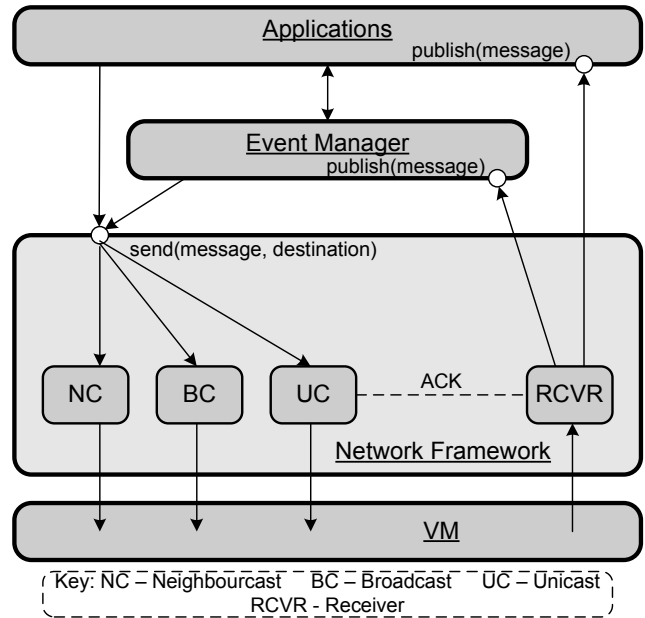 Applications
publish(message)
Event Manager
publish(message)
send(message, destination)
NC
BC
UC
ACK
RCVR
Network Framework
VM
Key: NC – Neighbourcast BC – Broadcast UC – Unicast
RCVR - Receiver